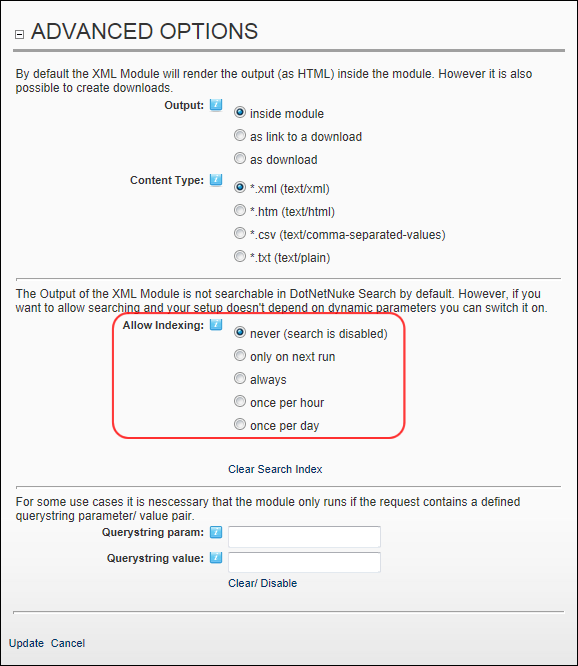 ADVANCED OPTIONS
By default the XML Module will render the output (as HTML) inside the module. However it is also
possible to create downloads.
Output: inside module
as link to a download
as download
Content Type: *.xml (text/xml)
*.htm (text/html)
*.csv (text/comma-separated-values)
*.txt (text/plain)
The Output of the XML Module is not searchable in DotNetNuke Search by default. However, if you
want to allow searching and your setup doesn't depend on dynamic parameters you can switch it on.
Allow Indexing: never (search is disabled)
only on next run
always
once per hour
once per day
Clear Search Index
For some use cases it is nescessary that the module only runs if the request contains a defined
querystring parameter/ value pair.
Querystring param:
Querystring value:
Clear/ Disable
Update Cancel